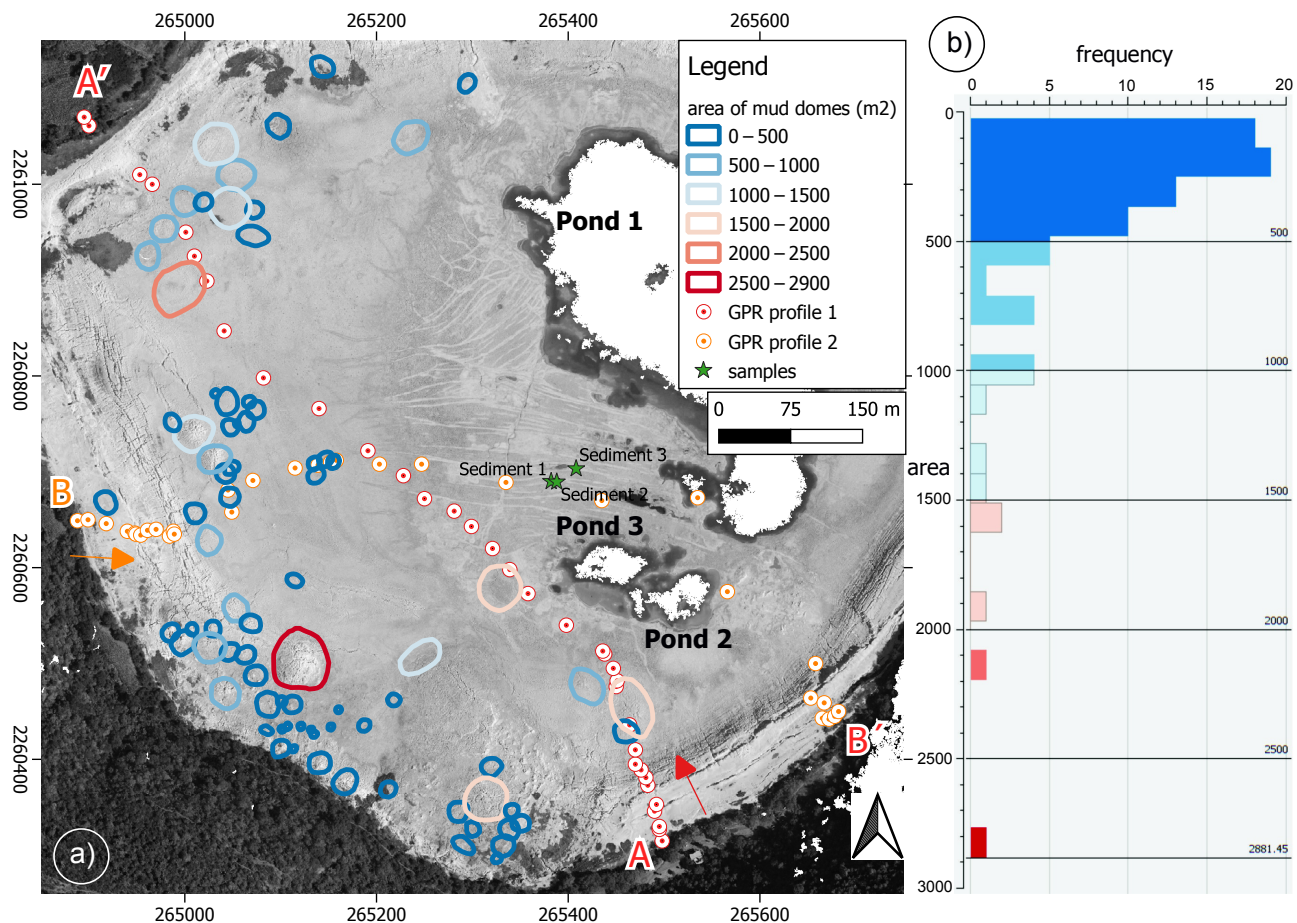 265000 265200 265400 265600
b)
frequency
A′
Legend
area of mud domes (m2)
0 – 500
500 – 1000
1000 – 1500
1500 – 2000
2000 – 2500
2500 – 2900
GPR profile 1
GPR profile 2
samples
0 75 150 m
2261000
2260800
2260600
2260400
Pond 1
Sediment 3
Sediment 1
Sediment 2
B
Pond 3
Pond 2
B′
A
a)
265000 265200 265400 265600
0 5 10 15 20
0
500
500
1000
1000
area
1500
1500
2000
2000
2500
2500
2881.45
3000